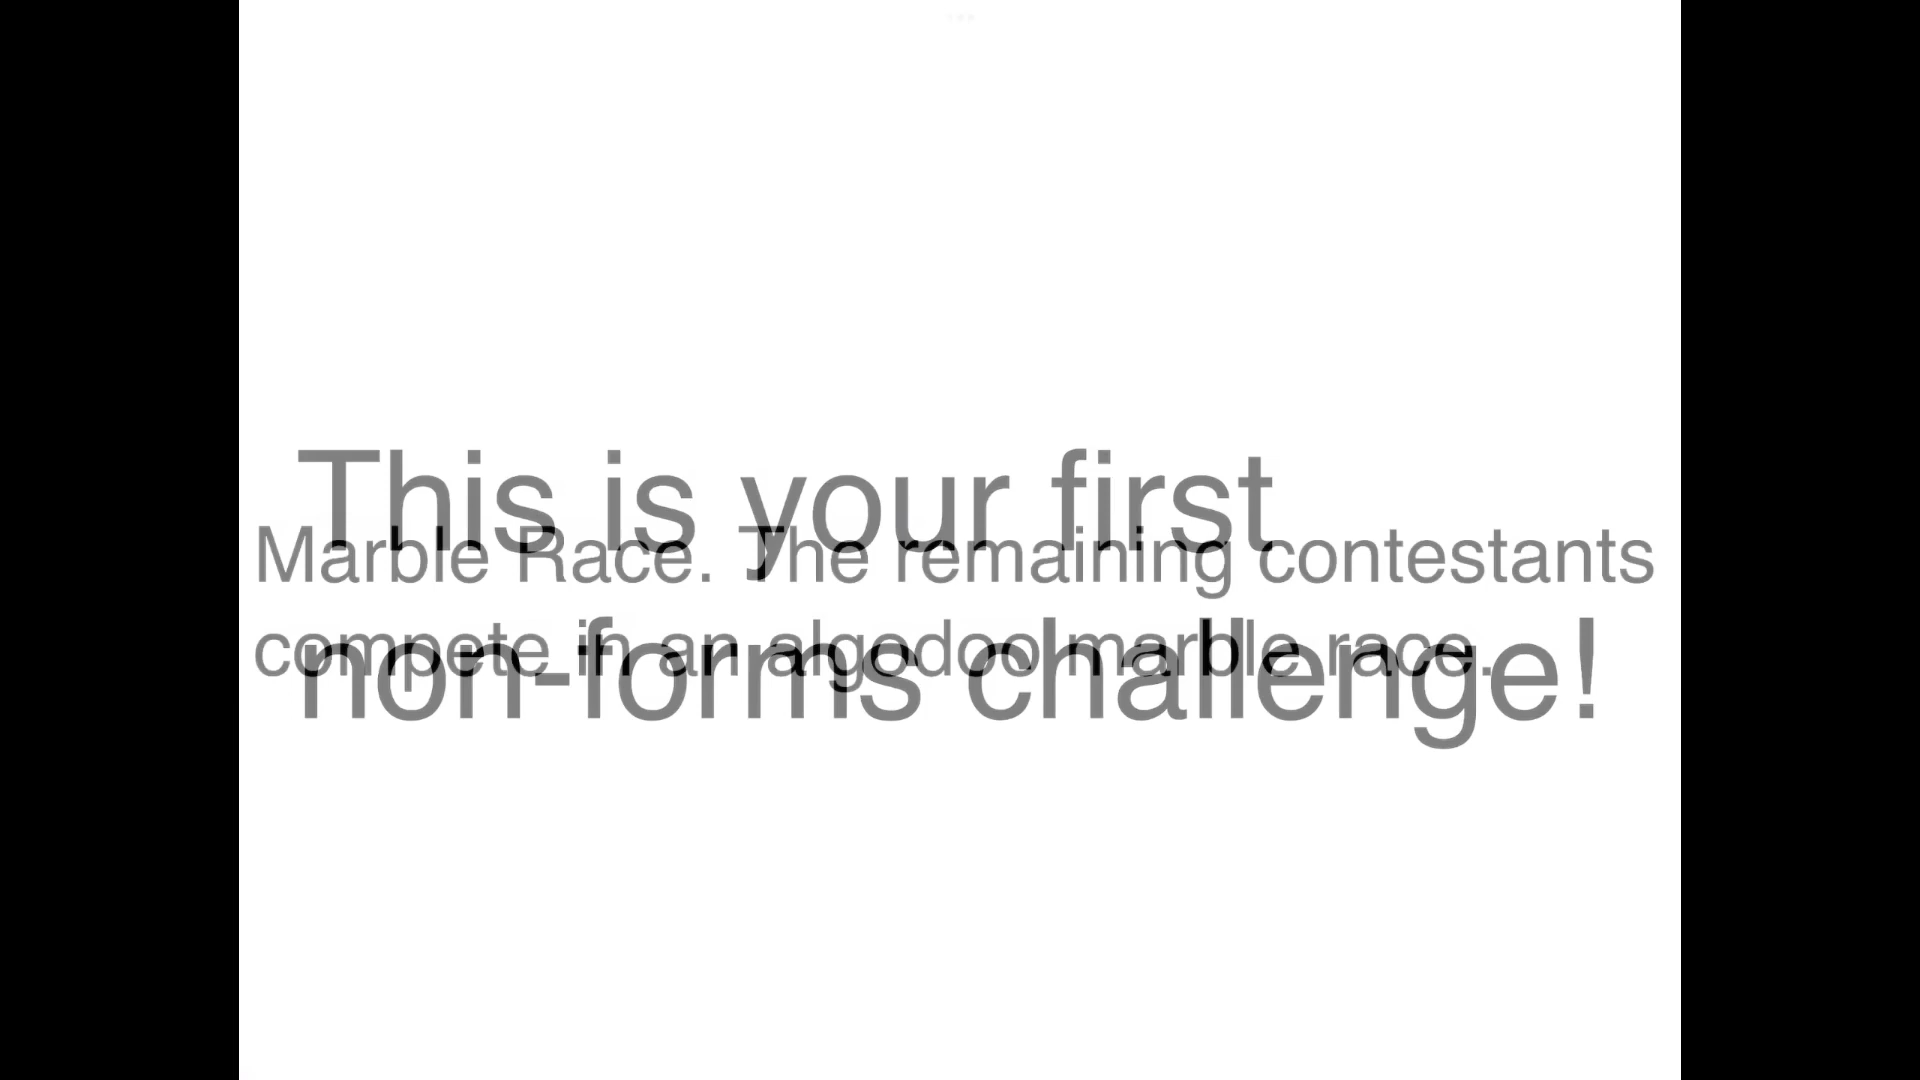 This is your first
non-forms challenge!
Marble Race. The remaining contestants
compete in an algodoo marble race.